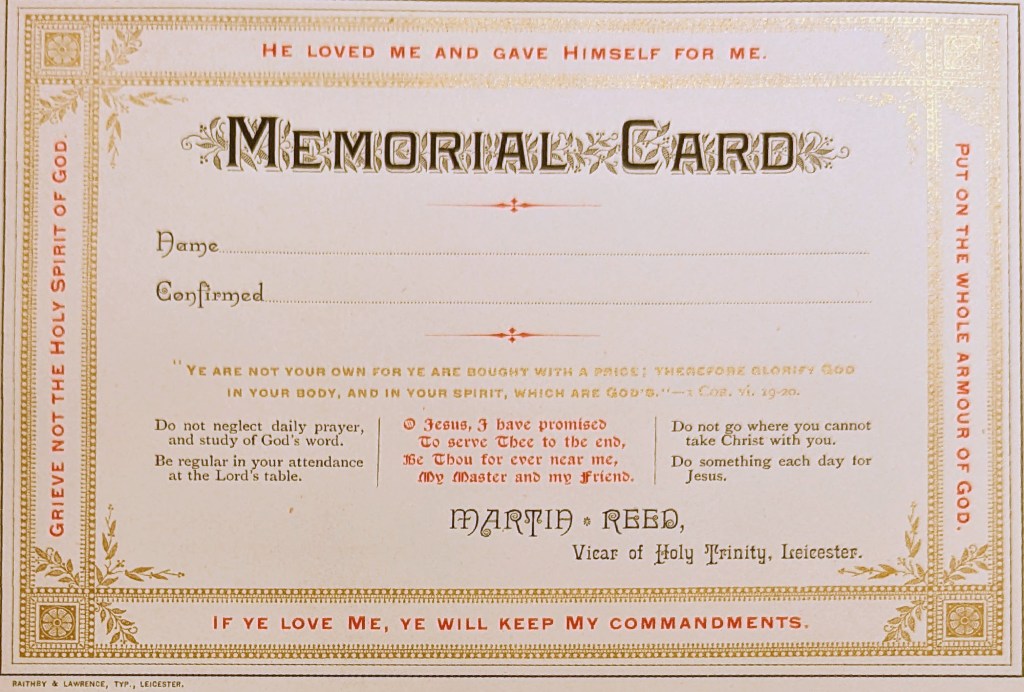 He loved me and gave Himself for me.
Grieve not the Holy Spirit of God.
Put on the whole armour of God.
Memorial Card
Name
Confirmed
"Ye are not your own for ye are bought with a price; therefore glorify God
in your body, and in your spirit, which are God's."—1 Cor. vi. 19-20.
Do not neglect daily prayer,
and study of God's word.
Be regular in your attendance
at the Lord's table.
O Jesus, I have promised
To serve Thee to the end,
Be Thou for ever near me,
My Master and my Friend.
Do not go where you cannot
take Christ with you.
Do something each day for
Jesus.
MARTIN REED,
Vicar of Holy Trinity, Leicester.
If ye love Me, ye will keep My commandments.
RAITHBY & LAWRENCE, TYP., LEICESTER.